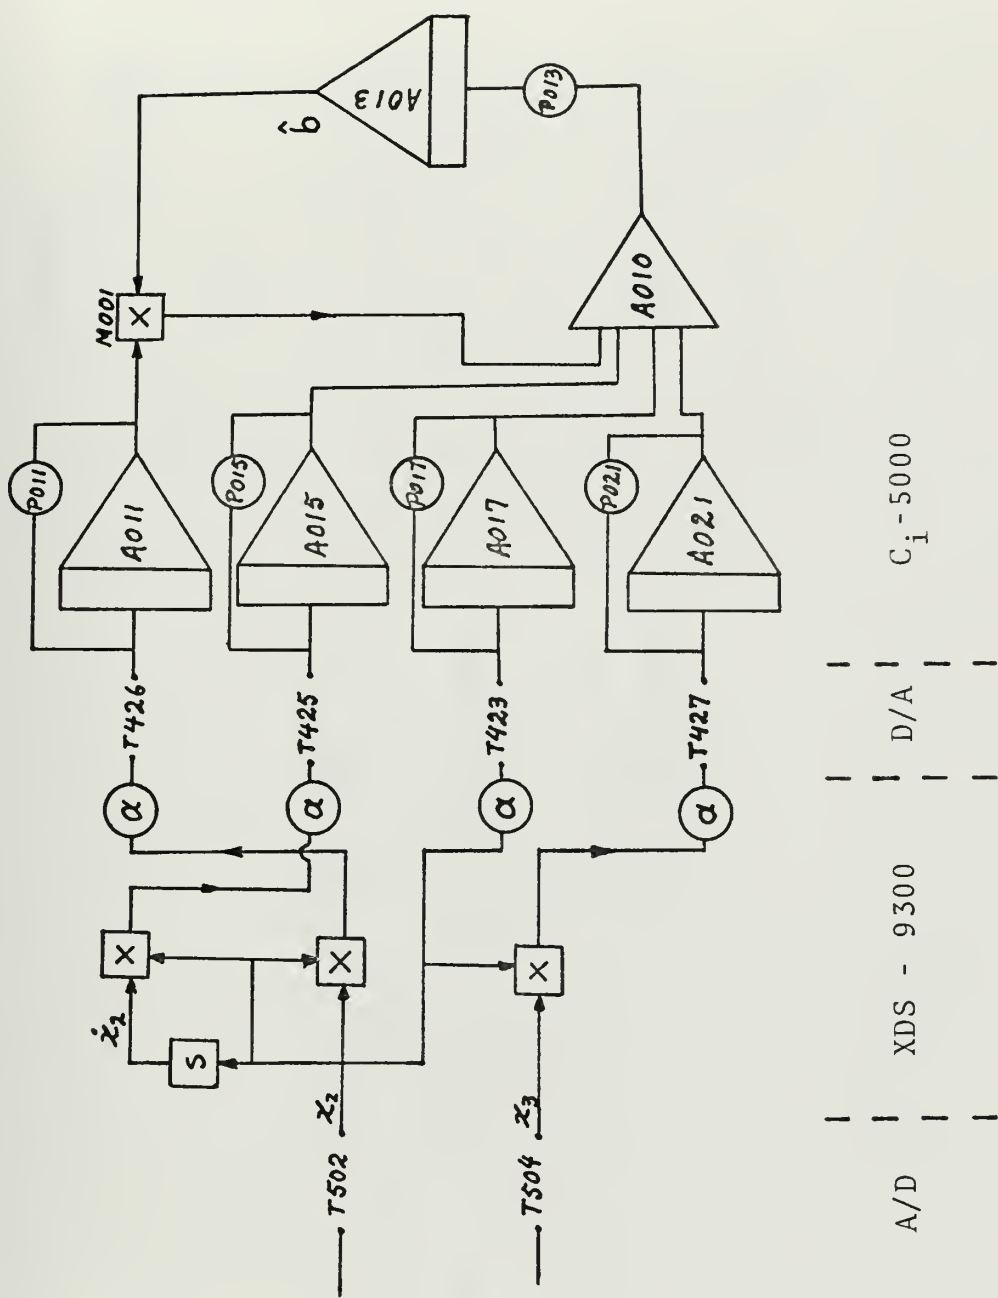 T502
x₂
T504
x₃
S
ẋ₂
X
X
X
α
α
α
α
T426
T425
T423
T427
P011
A011
P015
A015
P017
A017
P021
A021
M001
X
A010
P013
A013
ĝ
A/D
XDS - 9300
D/A
Cᵢ-5000